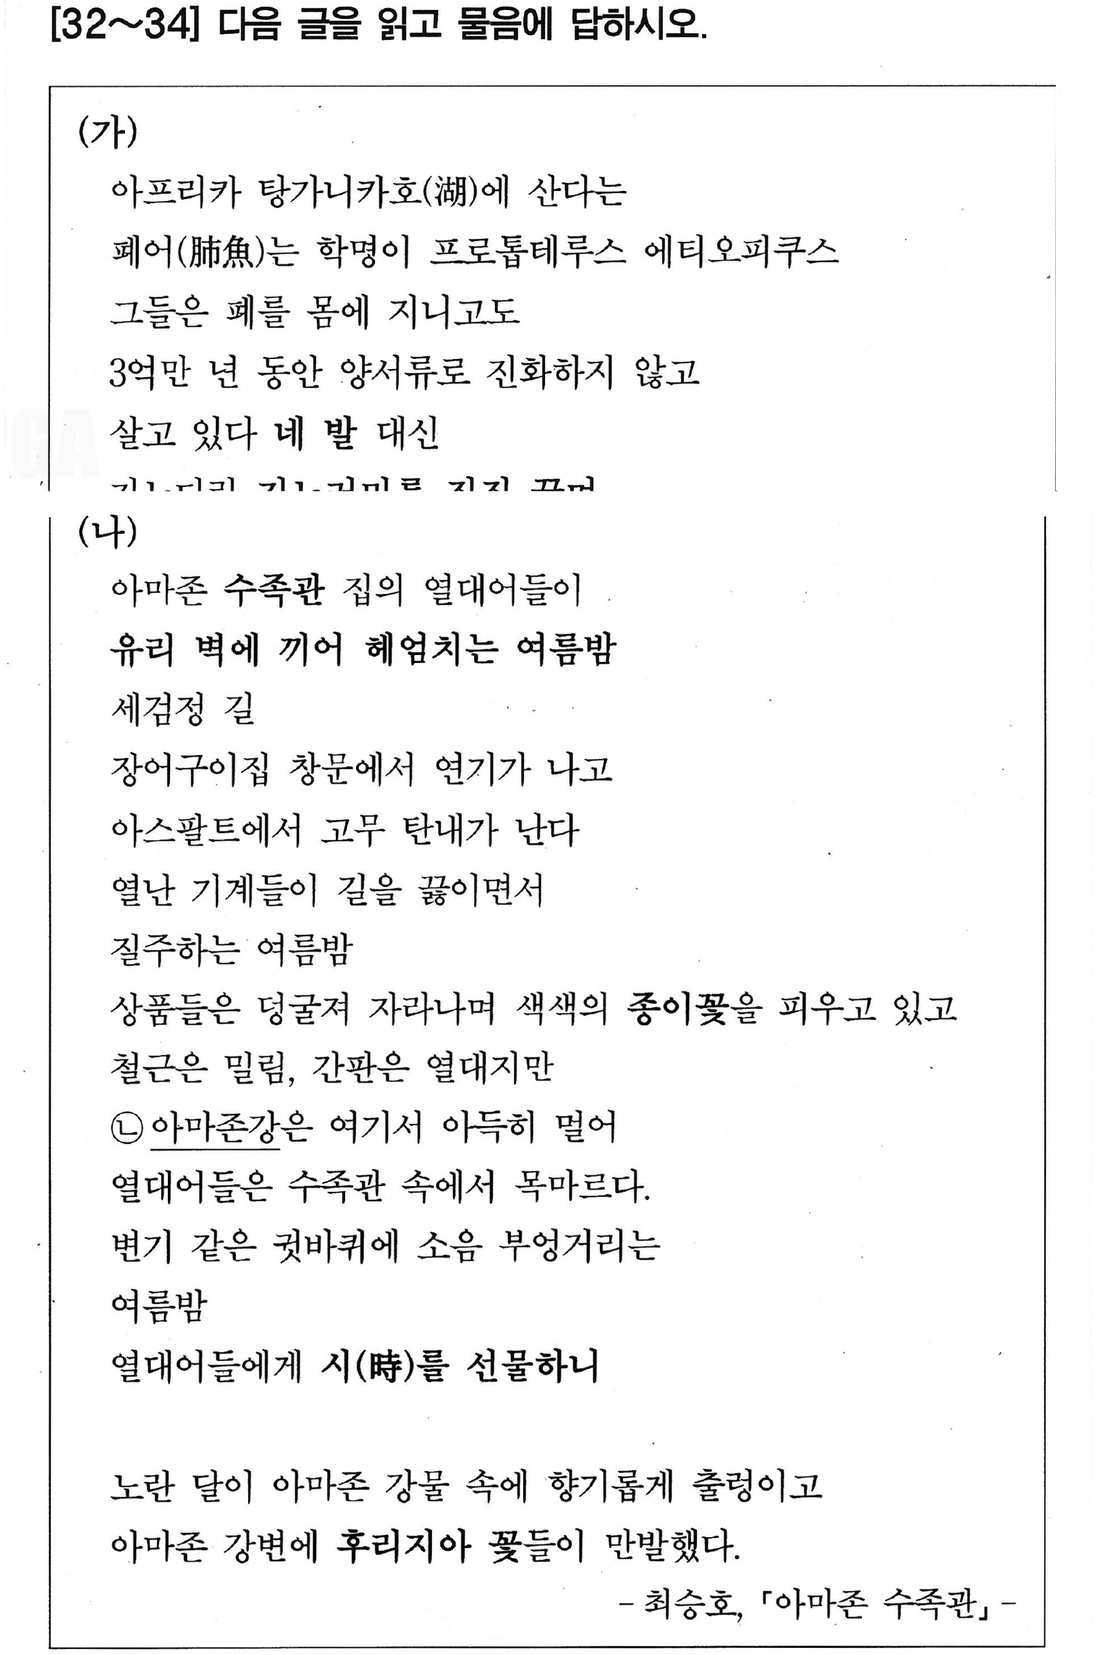 [32~34] 다음 글을 읽고 물음에 답하시오.
(가)
아프리카 탕가니카호(湖)에 산다는
폐어(肺魚)는 학명이 프로톱테루스 에티오피쿠스
그들은 폐를 몸에 지니고도
3억만 년 동안 양서류로 진화하지 않고
살고 있다 네 발 대신
(나)
아마존 수족관 집의 열대어들이
유리 벽에 끼어 헤엄치는 여름밤
세검정 길
장어구이집 창문에서 연기가 나고
아스팔트에서 고무 탄내가 난다
열난 기계들이 길을 끓이면서
질주하는 여름밤
상품들은 덩굴져 자라나며 색색의 종이꽃을 피우고 있고
철근은 밀림, 간판은 열대지만
㉡아마존강은 여기서 아득히 멀어
열대어들은 수족관 속에서 목마르다.
변기 같은 귓바퀴에 소음 부엉거리는
여름밤
열대어들에게 시(時)를 선물하니
노란 달이 아마존 강물 속에 향기롭게 출렁이고
아마존 강변에 후리지아 꽃들이 만발했다.
- 최승호, 「아마존 수족관」 -